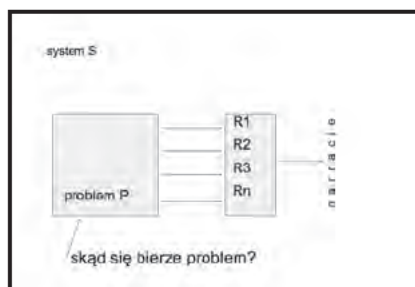 system S
R1
R2
R3
Rn
problem P
narracje
skąd się bierze problem?